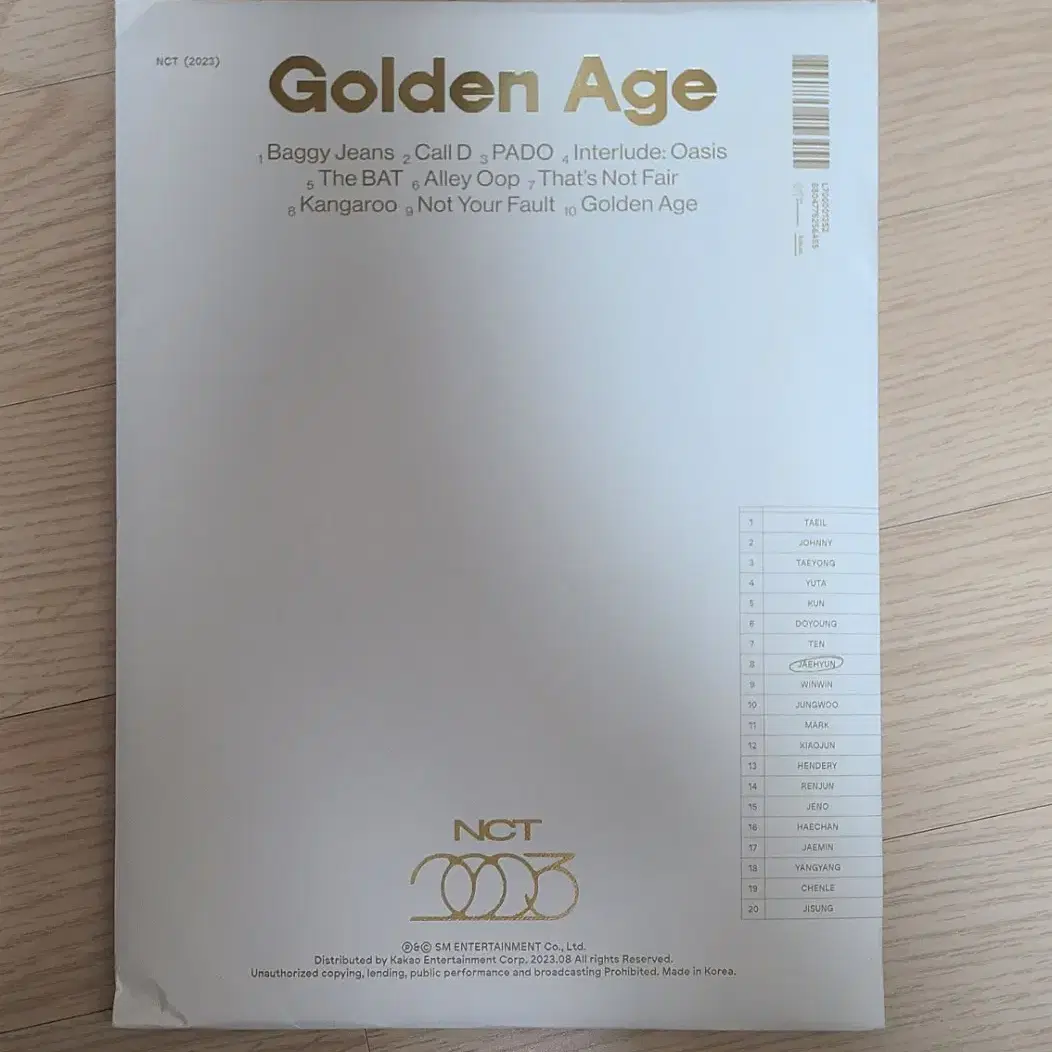 NCT (2023)
Golden Age
1 Baggy Jeans 2 Call D 3 PADO 4 Interlude: Oasis
5 The BAT 6 Alley Oop 7 That's Not Fair
8 Kangaroo 9 Not Your Fault 10 Golden Age
1 TAEIL
2 JOHNNY
3 TAEYONG
4 YUTA
5 KUN
6 DOYOUNG
7 TEN
8 JAEHYUN
9 WINWIN
10 JUNGWOO
11 MARK
12 XIAOJUN
13 HENDERY
14 RENJUN
15 JENO
16 HAECHAN
17 JAEMIN
18 YANGYANG
19 CHENLE
20 JISUNG
NCT
2023
Ⓟ&Ⓒ SM ENTERTAINMENT Co., Ltd.
Distributed by Kakao Entertainment Corp. 2023.08 All rights Reserved.
Unauthorized copying, lending, public performance and broadcasting Prohibited. Made in Korea.